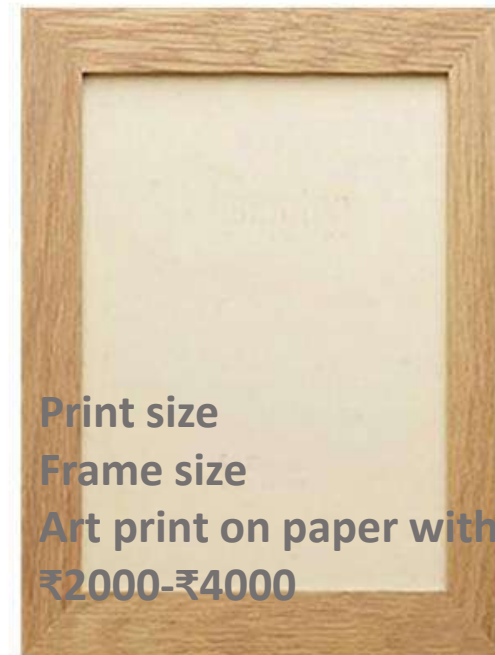 Print size
Frame size
Art print on paper with
₹2000-₹4000